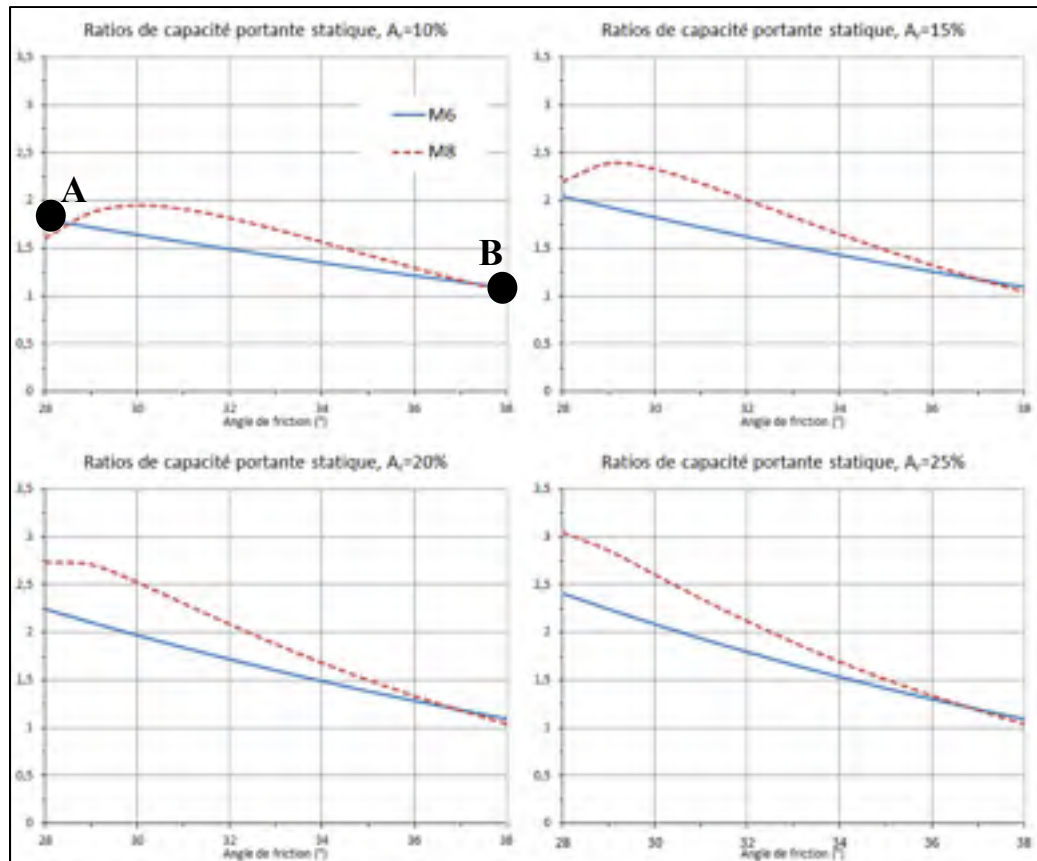 Ratios de capacité portante statique, Ar=10%
3,5
3
2,5
2
1,5
1
0,5
0
M6
M8
A
B
28 30 32 34 36 38
Angle de friction (°)
Ratios de capacité portante statique, Ar=15%
3,5
3
2,5
2
1,5
1
0,5
0
28 30 32 34 36 38
Angle de friction (°)
Ratios de capacité portante statique, Ar=20%
3,5
3
2,5
2
1,5
1
0,5
0
28 30 32 34 36 38
Angle de friction (°)
Ratios de capacité portante statique, Ar=25%
3,5
3
2,5
2
1,5
1
0,5
0
28 30 32 34 36 38
Angle de friction (°)